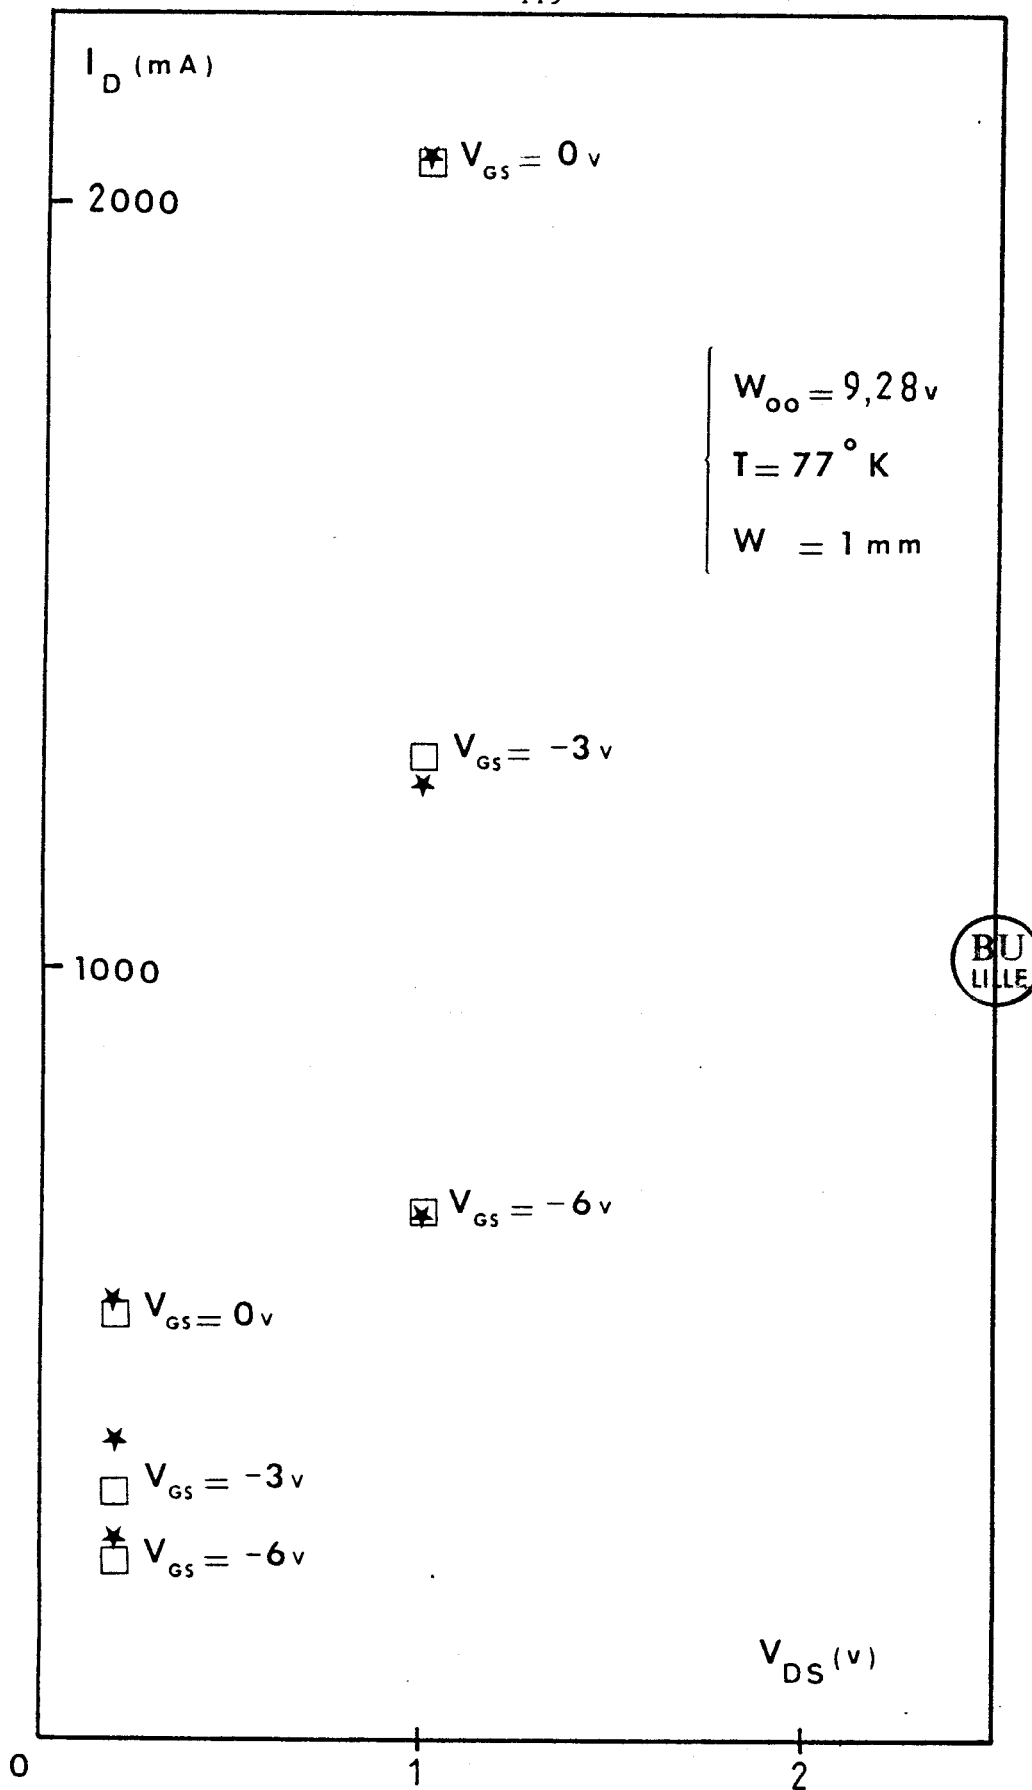 I_D (mA)
V_GS = 0 v
2000
W_oo = 9,28 v
T = 77° K
W = 1 mm
V_GS = -3 v
BU
LILLE
1000
V_GS = -6 v
V_GS = 0 v
V_GS = -3 v
V_GS = -6 v
V_DS (v)
0
1
2